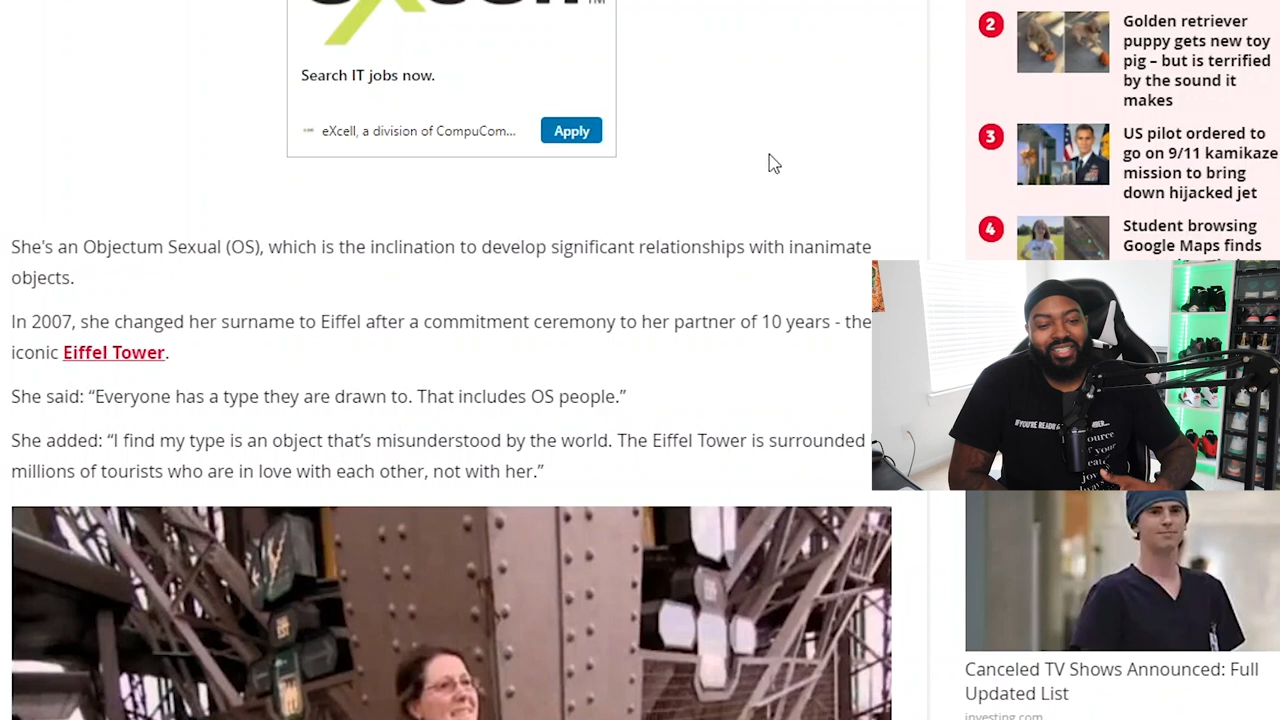 Search IT jobs now.
eXcell, a division of CompuCom...
Apply
She's an Objectum Sexual (OS), which is the inclination to develop significant relationships with inanimate
objects.
In 2007, she changed her surname to Eiffel after a commitment ceremony to her partner of 10 years - the
iconic Eiffel Tower.
She said: “Everyone has a type they are drawn to. That includes OS people.”
She added: “I find my type is an object that’s misunderstood by the world. The Eiffel Tower is surrounded
millions of tourists who are in love with each other, not with her.”
2
Golden retriever
puppy gets new toy
pig – but is terrified
by the sound it
makes
3
US pilot ordered to
go on 9/11 kamikaze
mission to bring
down hijacked jet
4
Student browsing
Google Maps finds
Canceled TV Shows Announced: Full
Updated List
investing.com